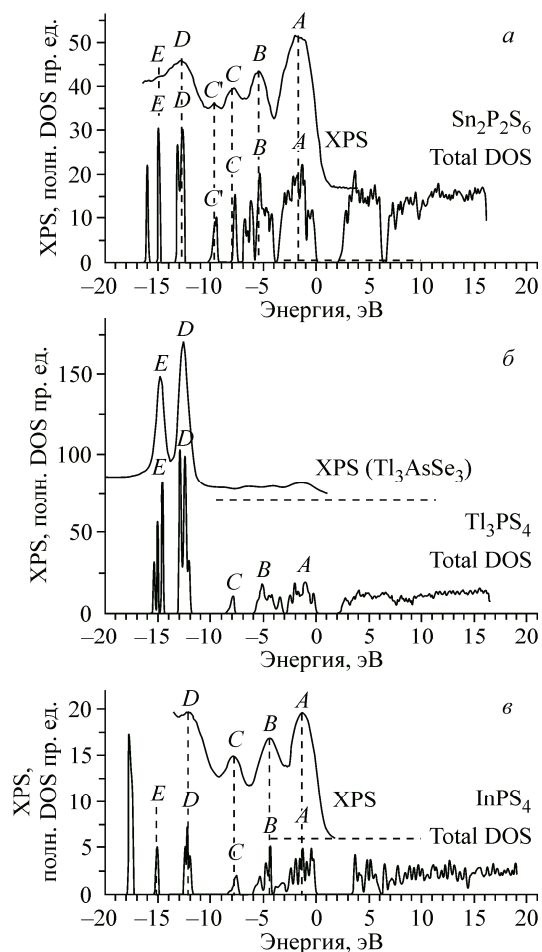 а
XPS, полн. DOS пр. ед.
50
40
30
20
10
0
E
D
C'
C
B
A
E
D
C'
C
B
A
XPS
Sn2P2S6
Total DOS
–20 –15 –10 –5 0 5 10 15 20
Энергия, эВ
б
XPS, полн. DOS пр. ед.
150
100
50
0
E
D
E
D
C
B
A
XPS (Tl3AsSe3)
Tl3PS4
Total DOS
–20 –15 –10 –5 0 5 10 15 20
Энергия, эВ
в
XPS,
полн. DOS пр. ед.
20
15
10
5
0
D
C
B
A
E
D
C
B
A
XPS
InPS4
Total DOS
–20 –15 –10 –5 0 5 10 15 20
Энергия, эВ